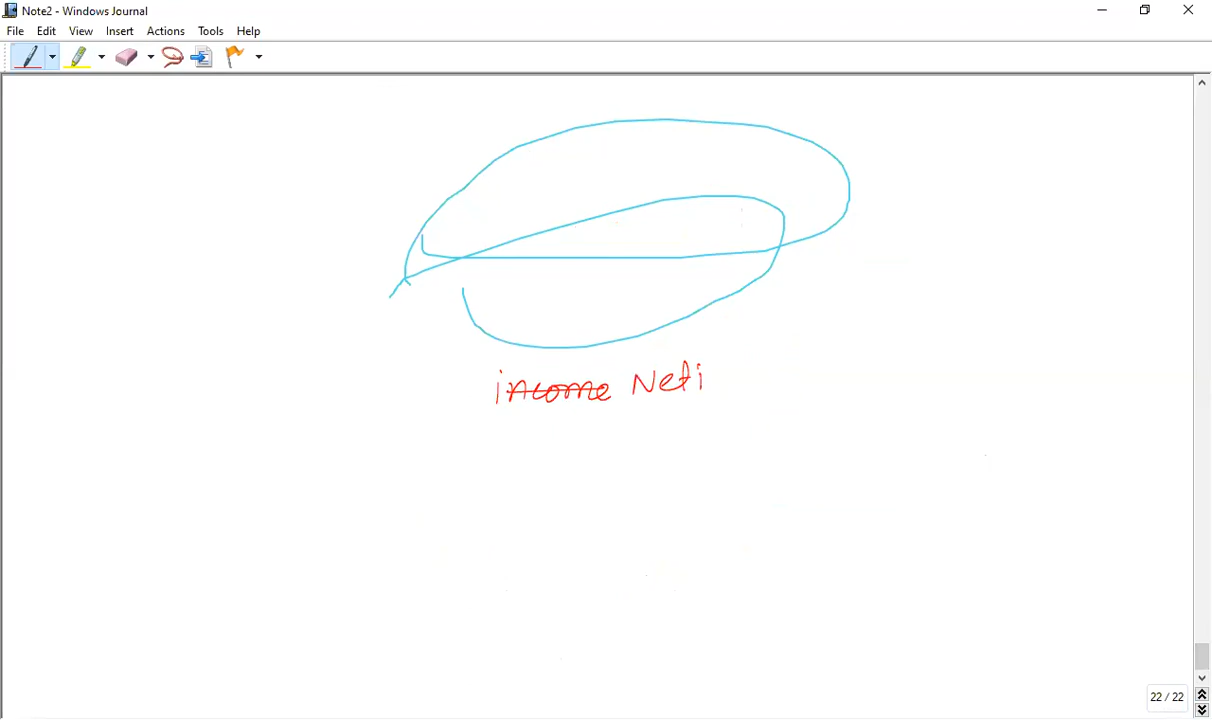 Note2 - Windows Journal
File Edit View Insert Actions Tools Help
income Neti
22 / 22